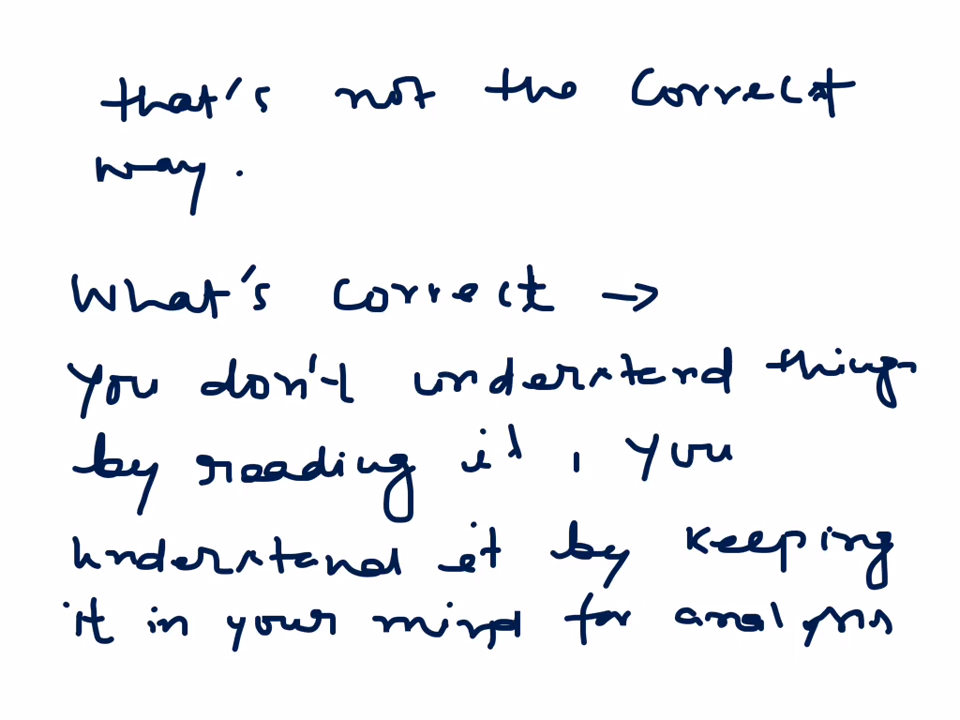 that's not the correct
way.
What's correct →
You don't understand things
by reading it, you
understand it by keeping
it in your mind for analysis